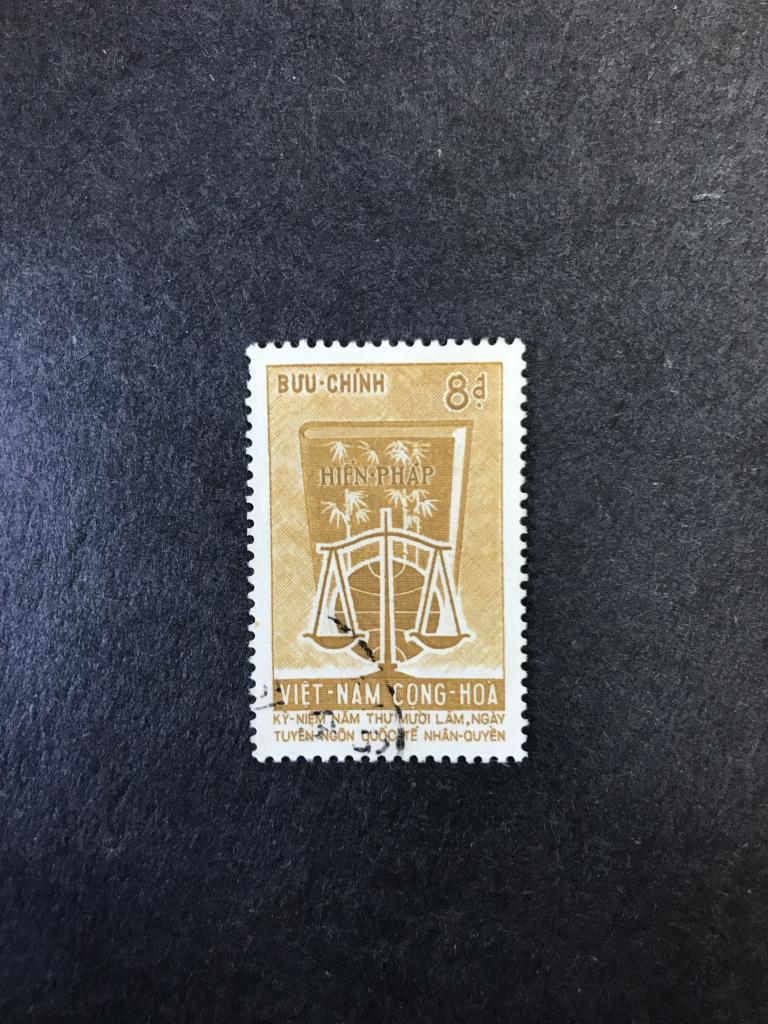 BƯU-CHÍNH
8đ
HIẾN-PHÁP
VIỆT-NAM CỘNG-HOÀ
KỶ-NIỆM NĂM THỨ MƯỜI LĂM, NGÀY
TUYÊN-NGÔN QUỐC-TẾ NHÂN-QUYỀN